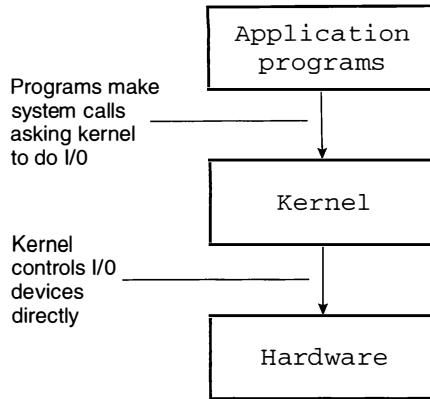 Application
programs
Programs make
system calls
asking kernel
to do I/0
Kernel
Kernel
controls I/0
devices
directly
Hardware